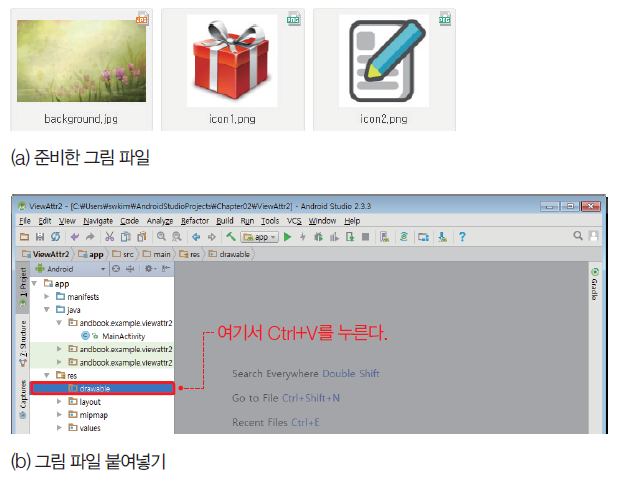 background.jpg
icon1.png
icon2.png
(a) 준비한 그림 파일
ViewAttr2 - [C:₩Users₩swkim₩AndroidStudioProjects₩Chapter02₩ViewAttr2] - Android Studio 2.3.3
File Edit View Navigate Code Analyze Refactor Build Run Tools VCS Window Help
app
ViewAttr2 app src main res drawable
Android
1: Project
Z: Structure
Captures
Gradle
app
manifests
java
andbook.example.viewattr2
MainActivity
andbook.example.viewattr2
andbook.example.viewattr2
res
drawable
layout
mipmap
values
여기서 Ctrl+V를 누른다.
Search Everywhere Double Shift
Go to File Ctrl+Shift+N
Recent Files Ctrl+E
(b) 그림 파일 붙여넣기